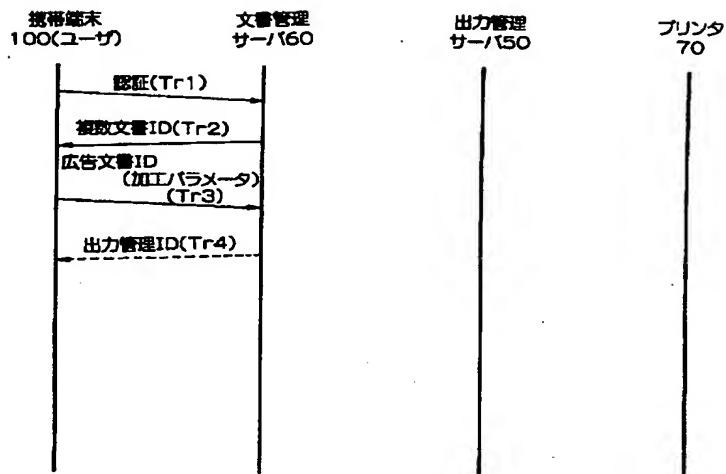 携帯端末
100(ユーザ)
文書管理
サーバ60
出力管理
サーバ50
プリンタ
70
認証(Tr1)
複数文書ID(Tr2)
広告文書ID
(加工パラメータ)
(Tr3)
出力管理ID(Tr4)